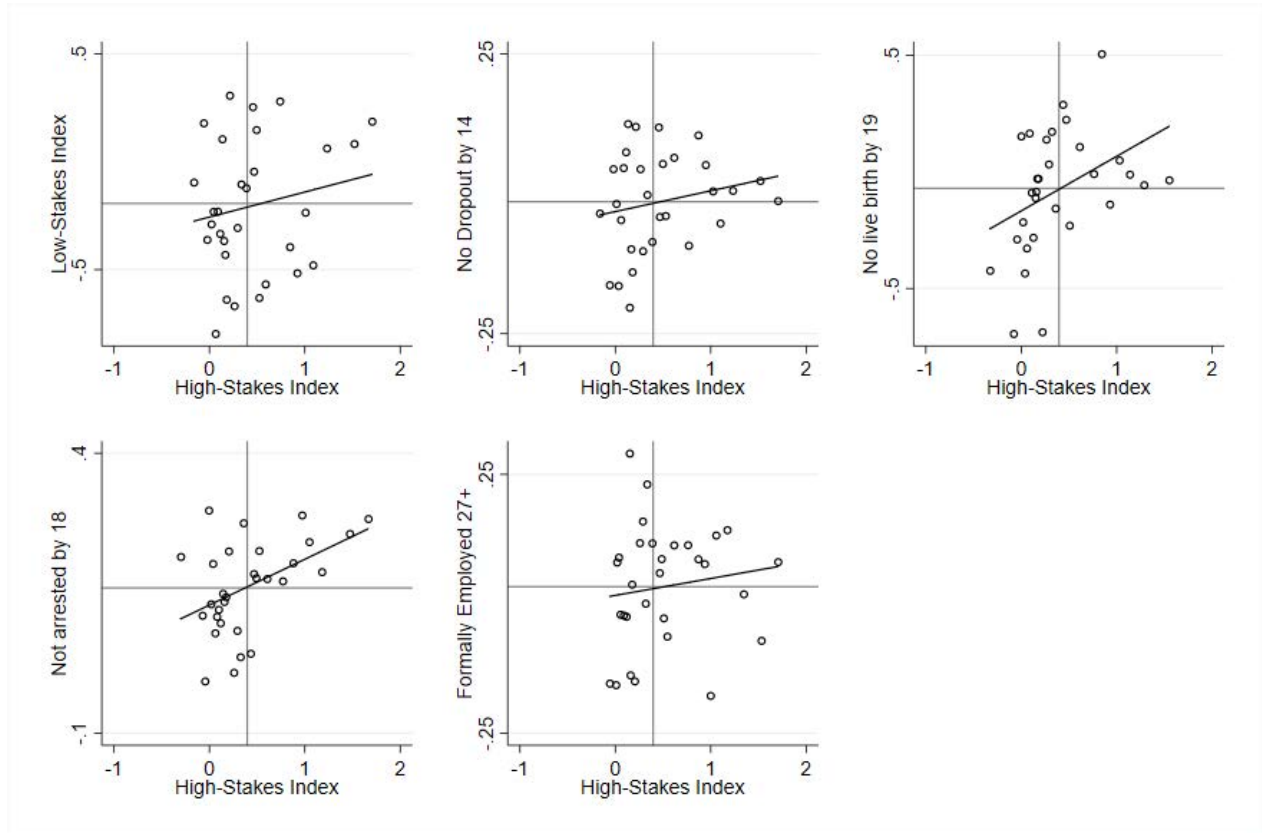 Low-Stakes Index
.5
-.5
-1 0 1 2
High-Stakes Index
No Dropout by 14
.25
-.25
-1 0 1 2
High-Stakes Index
No live birth by 19
.5
-.5
-1 0 1 2
High-Stakes Index
Not arrested by 18
.4
-.1
-1 0 1 2
High-Stakes Index
Formally Employed 27+
.25
-.25
-1 0 1 2
High-Stakes Index